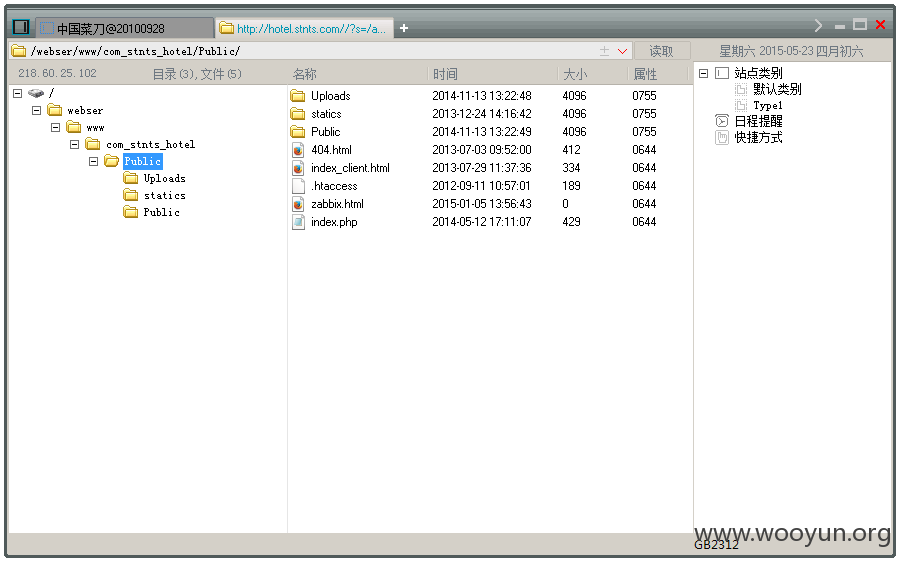 中国菜刀@20100928
http://hotel.stnts.com//?s=/a...
/webser/www/com_stnts_hotel/Public/
读取
星期六 2015-05-23 四月初六
218.60.25.102 目录(3),文件(5)
名称 时间 大小 属性
/
webser
www
com_stnts_hotel
Public
Uploads
statics
Public
Uploads 2014-11-13 13:22:48 4096 0755
statics 2013-12-24 14:16:42 4096 0755
Public 2014-11-13 13:22:49 4096 0755
404.html 2013-07-03 09:52:00 412 0644
index_client.html 2013-07-29 11:37:36 334 0644
.htaccess 2012-09-11 10:57:01 189 0644
zabbix.html 2015-01-05 13:56:43 0 0644
index.php 2014-05-12 17:11:07 429 0644
站点类别
默认类别
Type1
日程提醒
快捷方式
www.wooyun.org
GB2312